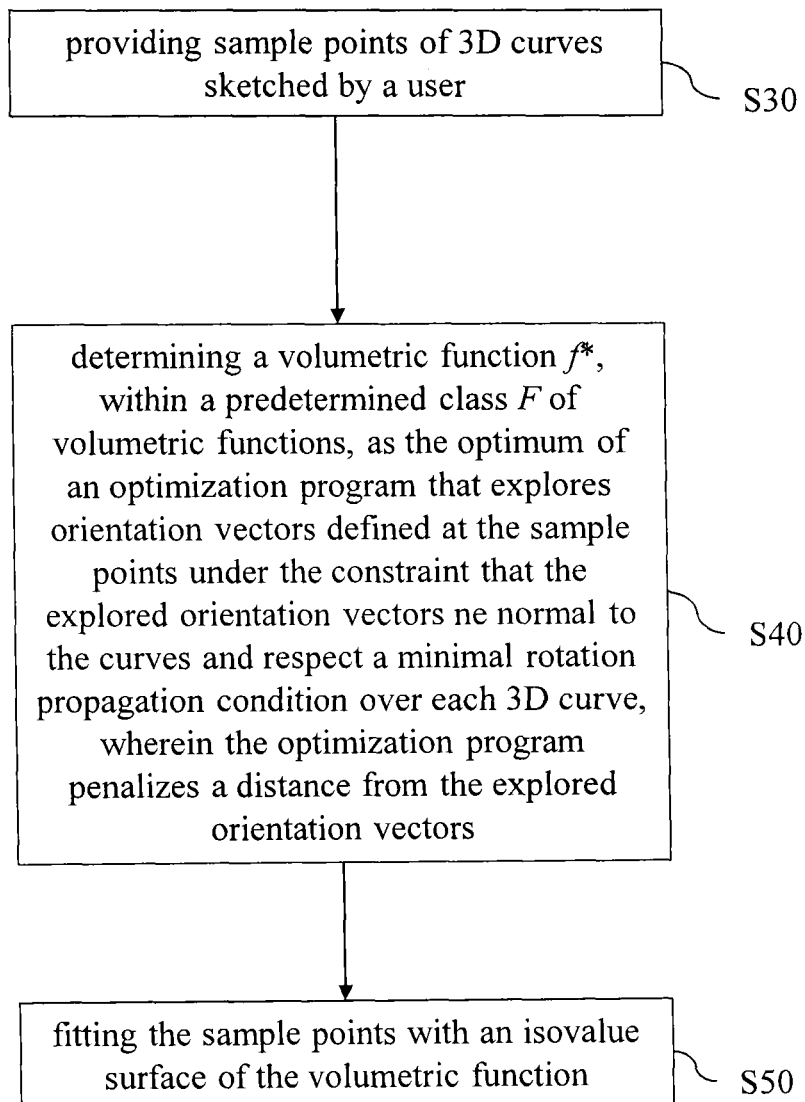 providing sample points of 3D curves
sketched by a user
S30
determining a volumetric function f*,
within a predetermined class F of
volumetric functions, as the optimum of
an optimization program that explores
orientation vectors defined at the sample
points under the constraint that the
explored orientation vectors ne normal to
the curves and respect a minimal rotation
propagation condition over each 3D curve,
wherein the optimization program
penalizes a distance from the explored
orientation vectors
S40
fitting the sample points with an isovalue
surface of the volumetric function
S50